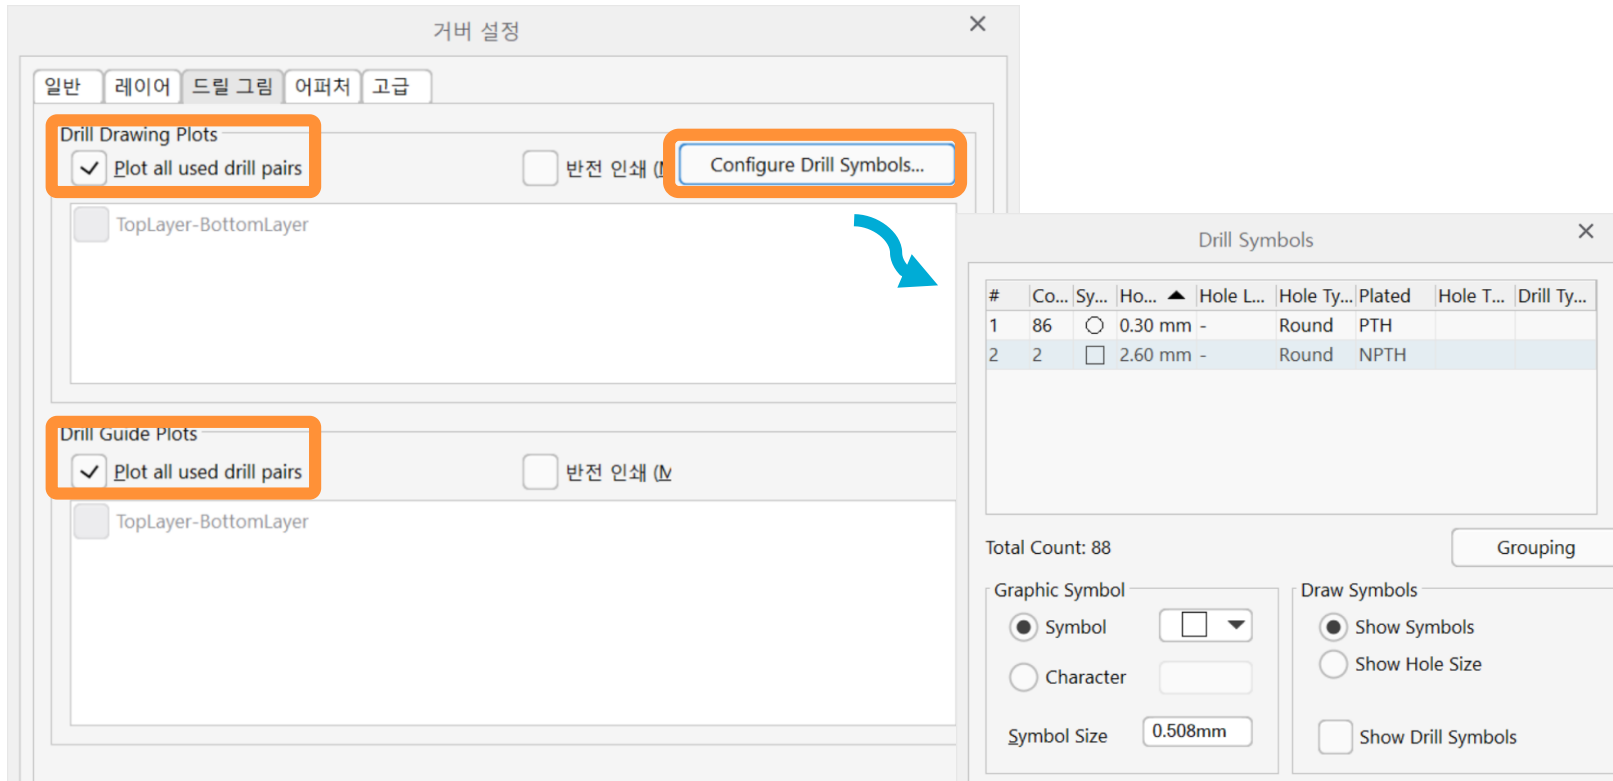 거버 설정
일반 레이어 드릴 그림 어퍼처 고급
Drill Drawing Plots
Plot all used drill pairs
반전 인쇄 (M
Configure Drill Symbols...
TopLayer-BottomLayer
Drill Guide Plots
Plot all used drill pairs
반전 인쇄 (M
TopLayer-BottomLayer
Drill Symbols
# Co... Sy... Ho... Hole L... Hole Ty... Plated Hole T... Drill Ty...
1 86 0.30 mm - Round PTH
2 2 2.60 mm - Round NPTH
Total Count: 88
Grouping
Graphic Symbol
Symbol
Character
Symbol Size 0.508mm
Draw Symbols
Show Symbols
Show Hole Size
Show Drill Symbols